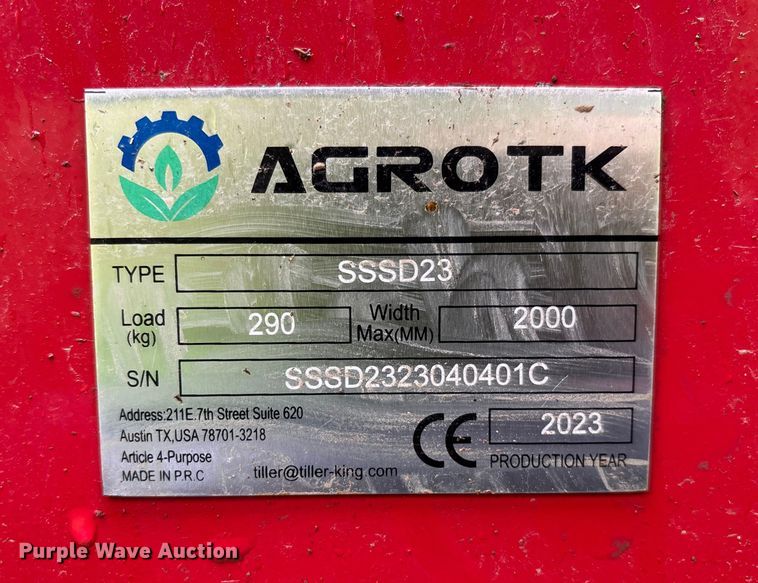 AGROTK
TYPE SSSD23
Load (kg) 290 Width Max(MM) 2000
S/N SSSD2323040401C
Address:211E.7th Street Suite 620
Austin TX,USA 78701-3218
Article 4-Purpose
MADE IN P.R.C
tiller@tiller-king.com
CE 2023
PRODUCTION YEAR
Purple Wave Auction